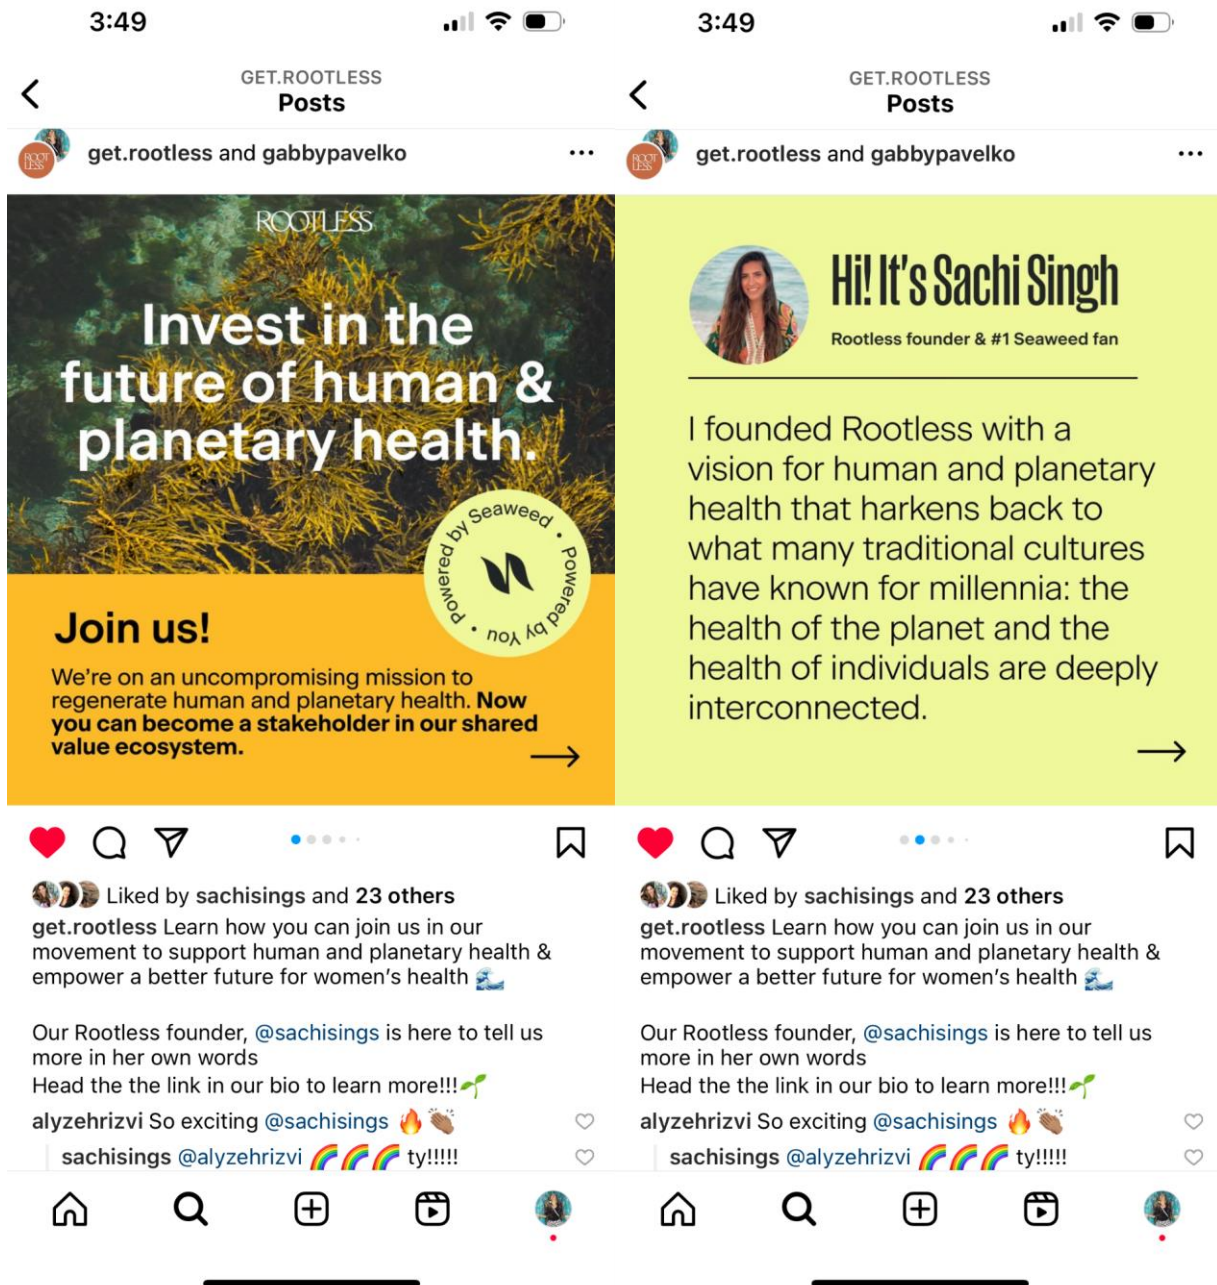 3:49
GET.ROOTLESS
Posts
get.rootless and gabbypavelko
ROOT
LESS
ROOTLESS
Invest in the
future of human &
planetary health.
Powered by Seaweed • Powered by You •
Join us!
We're on an uncompromising mission to
regenerate human and planetary health. Now
you can become a stakeholder in our shared
value ecosystem.
Liked by sachisings and 23 others
get.rootless Learn how you can join us in our
movement to support human and planetary health &
empower a better future for women's health 🌊
Our Rootless founder, @sachisings is here to tell us
more in her own words
Head the the link in our bio to learn more!!!🌱
alyzehrizvi So exciting @sachisings 🔥👏🏽
sachisings @alyzehrizvi 🌈🌈🌈 ty!!!!!
3:49
GET.ROOTLESS
Posts
get.rootless and gabbypavelko
ROOT
LESS
Hi! It's Sachi Singh
Rootless founder & #1 Seaweed fan
I founded Rootless with a
vision for human and planetary
health that harkens back to
what many traditional cultures
have known for millennia: the
health of the planet and the
health of individuals are deeply
interconnected.
Liked by sachisings and 23 others
get.rootless Learn how you can join us in our
movement to support human and planetary health &
empower a better future for women's health 🌊
Our Rootless founder, @sachisings is here to tell us
more in her own words
Head the the link in our bio to learn more!!!🌱
alyzehrizvi So exciting @sachisings 🔥👏🏽
sachisings @alyzehrizvi 🌈🌈🌈 ty!!!!!